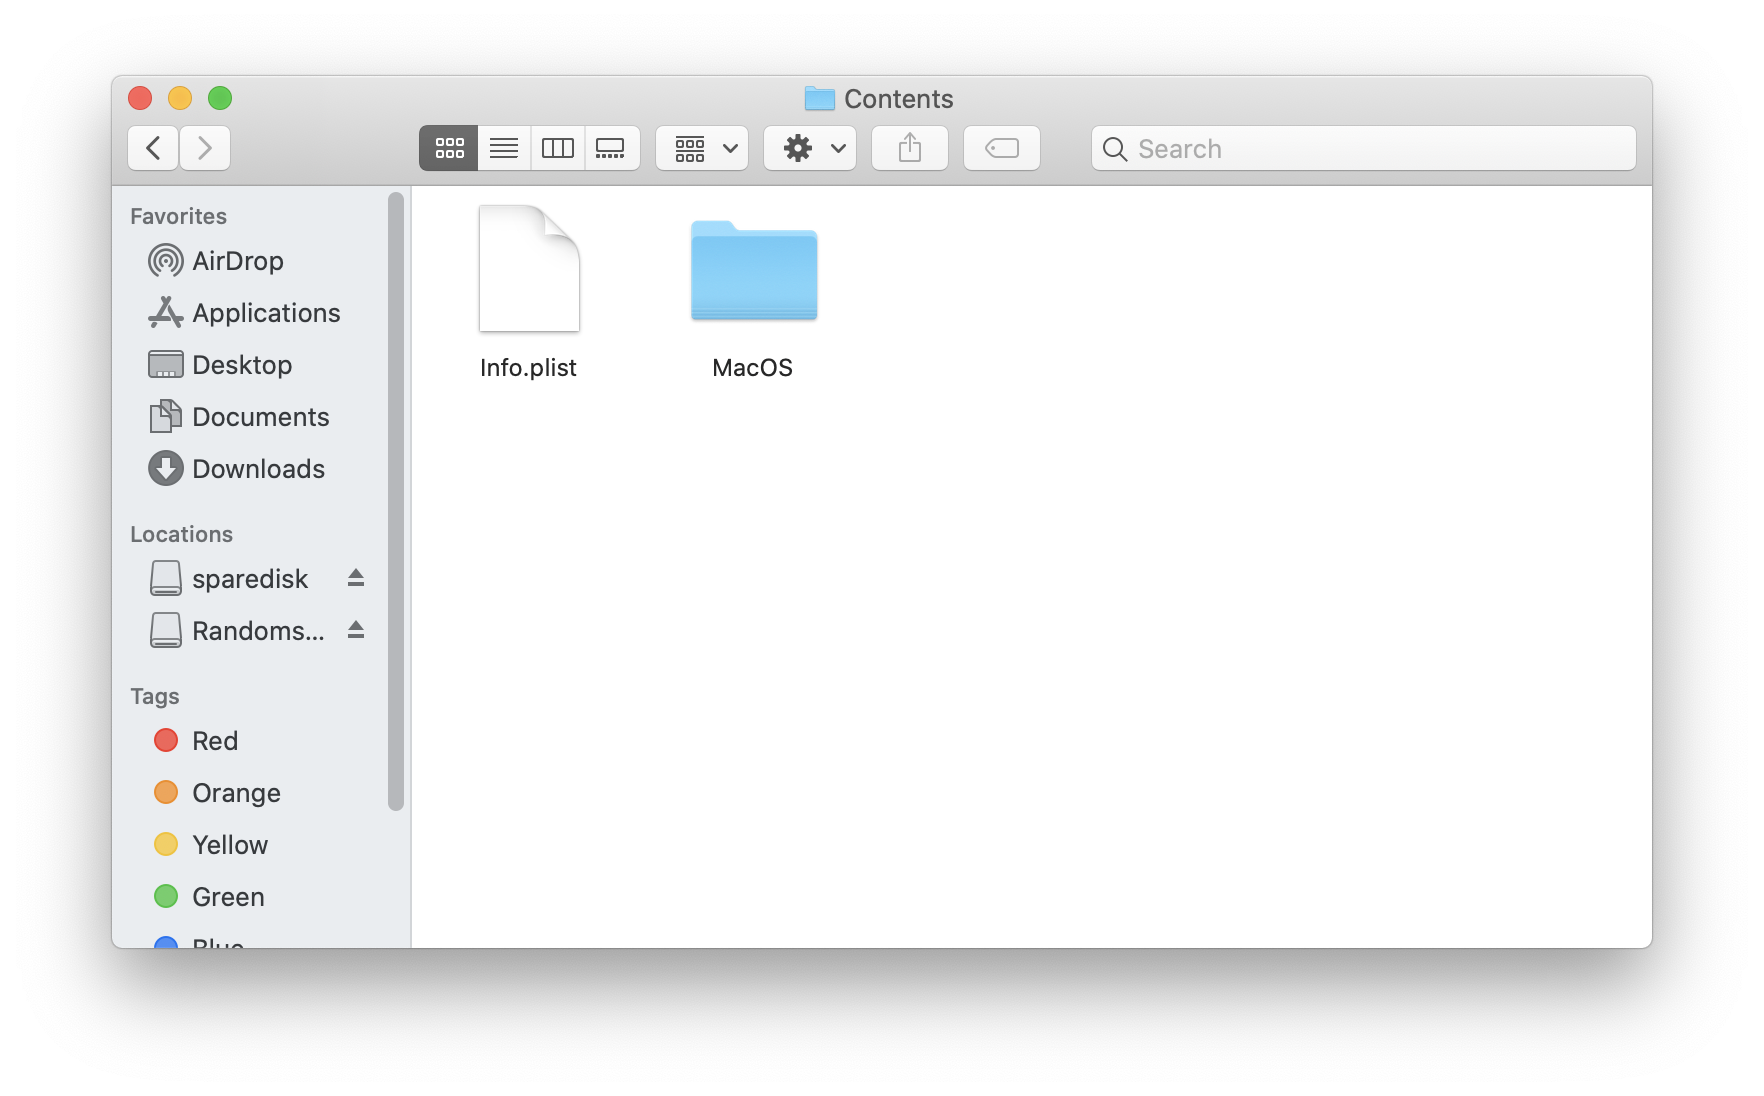 Contents
Search
Favorites
AirDrop
Applications
Desktop
Documents
Downloads
Locations
sparedisk
Randoms...
Tags
Red
Orange
Yellow
Green
Blue
Info.plist
MacOS